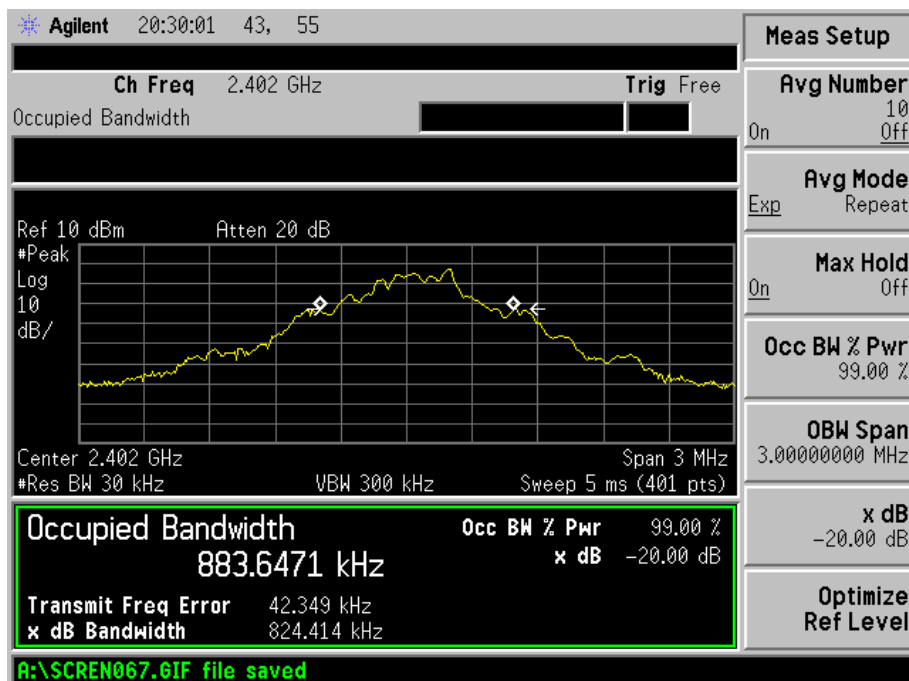 Agilent 20:30:01 43, 55
Meas Setup
Ch Freq 2.402 GHz Trig Free
Occupied Bandwidth
Avg Number
10
On Off
Avg Mode
Exp Repeat
Max Hold
On Off
Occ BW % Pwr
99.00 %
OBW Span
3.00000000 MHz
x dB
-20.00 dB
Optimize
Ref Level
Ref 10 dBm Atten 20 dB
#Peak
Log
10
dB/
Center 2.402 GHz Span 3 MHz
#Res BW 30 kHz VBW 300 kHz Sweep 5 ms (401 pts)
Occupied Bandwidth Occ BW % Pwr 99.00 %
883.6471 kHz x dB -20.00 dB
Transmit Freq Error 42.349 kHz
x dB Bandwidth 824.414 kHz
A:\SCREN067.GIF file saved